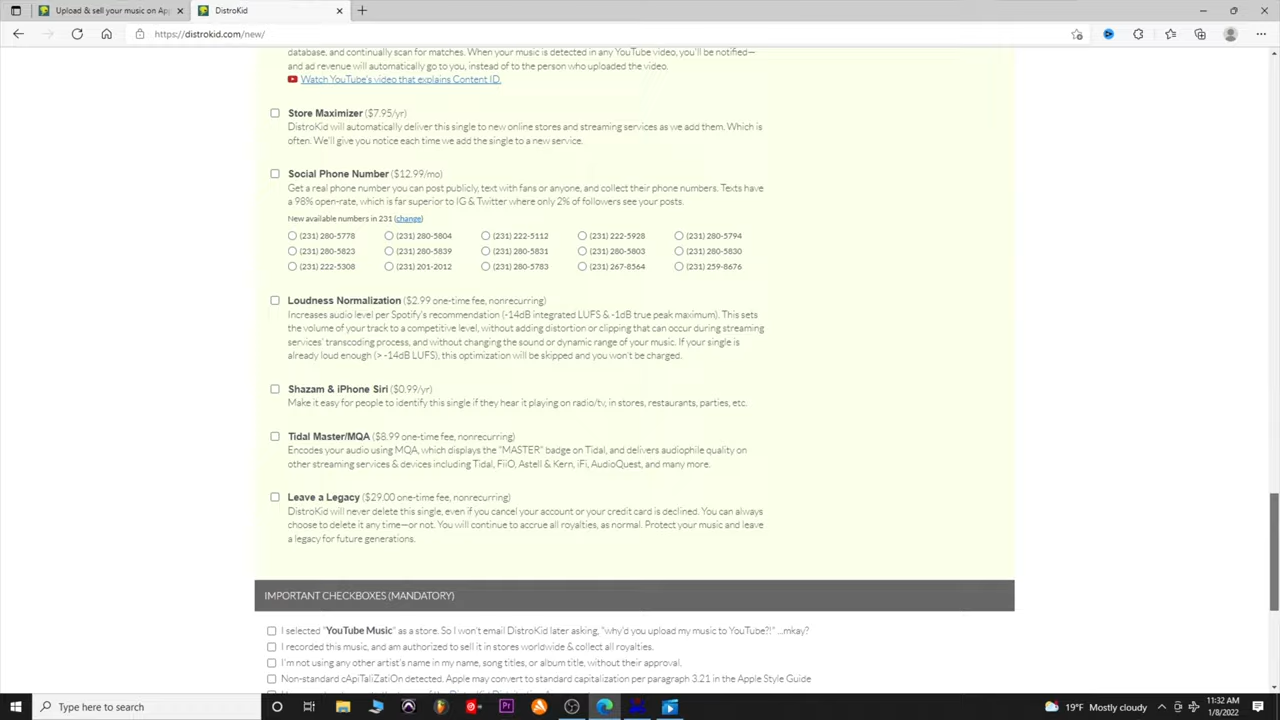 Upload & sell your music on App
DistroKid
https://distrokid.com/new/
database, and continually scan for matches. When your music is detected in any YouTube video, you'll be notified—
and ad revenue will automatically go to you, instead of to the person who uploaded the video.
Watch YouTube's video that explains Content ID.
Store Maximizer ($7.95/yr)
DistroKid will automatically deliver this single to new online stores and streaming services as we add them. Which is
often. We'll give you notice each time we add the single to a new service.
Social Phone Number ($12.99/mo)
Get a real phone number you can post publicly, text with fans or anyone, and collect their phone numbers. Texts have
a 98% open-rate, which is far superior to IG & Twitter where only 2% of followers see your posts.
New available numbers in 231 (change)
(231) 280-5778 (231) 280-5804 (231) 222-5112 (231) 222-5928 (231) 280-5794
(231) 280-5823 (231) 280-5839 (231) 280-5831 (231) 280-5803 (231) 280-5830
(231) 222-5308 (231) 201-2012 (231) 280-5783 (231) 267-8564 (231) 259-8676
Loudness Normalization ($2.99 one-time fee, nonrecurring)
Increases audio level per Spotify's recommendation (-14dB integrated LUFS & -1dB true peak maximum). This sets
the volume of your track to a competitive level, without adding distortion or clipping that can occur during streaming
services' transcoding process, and without changing the sound or dynamic range of your music. If your single is
already loud enough (> -14dB LUFS), this optimization will be skipped and you won't be charged.
Shazam & iPhone Siri ($0.99/yr)
Make it easy for people to identify this single if they hear it playing on radio/tv, in stores, restaurants, parties, etc.
Tidal Master/MQA ($8.99 one-time fee, nonrecurring)
Encodes your audio using MQA, which displays the "MASTER" badge on Tidal, and delivers audiophile quality on
other streaming services & devices including Tidal, FiiO, Astell & Kern, iFi, AudioQuest, and many more.
Leave a Legacy ($29.00 one-time fee, nonrecurring)
DistroKid will never delete this single, even if you cancel your account or your credit card is declined. You can always
choose to delete it any time—or not. You will continue to accrue all royalties, as normal. Protect your music and leave
a legacy for future generations.
IMPORTANT CHECKBOXES (MANDATORY)
I selected "YouTube Music" as a store. So I won't email DistroKid later asking, "why'd you upload my music to YouTube?!" ...mkay?
I recorded this music, and am authorized to sell it in stores worldwide & collect all royalties.
I'm not using any other artist's name in my name, song titles, or album title, without their approval.
Non-standard cApiTaliZatiOn detected. Apple may convert to standard capitalization per paragraph 3.21 in the Apple Style Guide
Type here to search
Pr
19°F Mostly cloudy
11:32 AM
1/8/2022